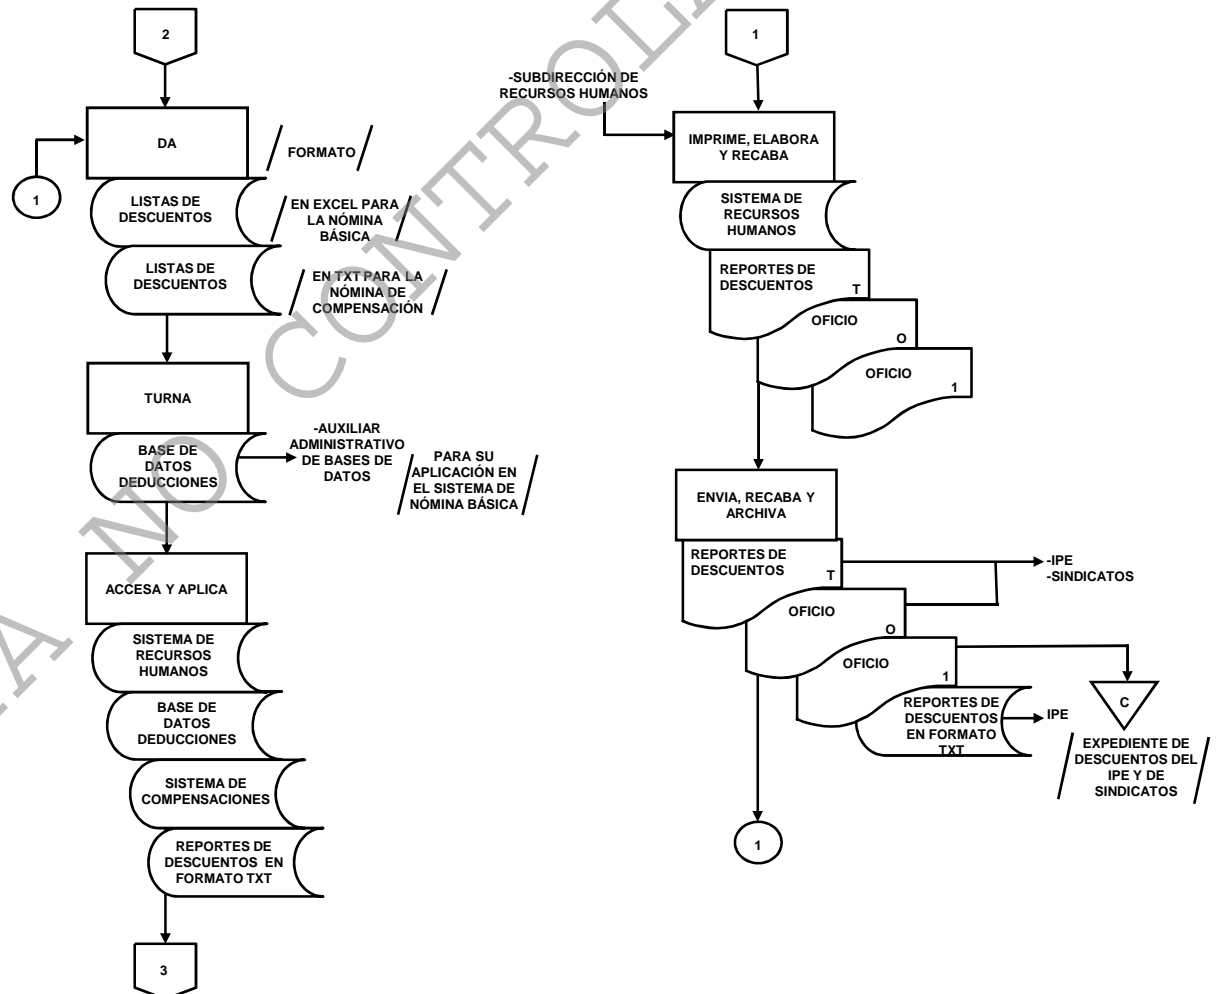 2
DA
FORMATO
1
LISTAS DE
DESCUENTOS
EN EXCEL PARA
LA NÓMINA
BÁSICA
LISTAS DE
DESCUENTOS
EN TXT PARA LA
NÓMINA DE
COMPENSACIÓN
TURNA
BASE DE
DATOS
DEDUCCIONES
-AUXILIAR
ADMINISTRATIVO
DE BASES DE
DATOS
PARA SU
APLICACIÓN EN
EL SISTEMA DE
NÓMINA BÁSICA
ACCESA Y APLICA
SISTEMA DE
RECURSOS
HUMANOS
BASE DE
DATOS
DEDUCCIONES
SISTEMA DE
COMPENSACIONES
REPORTES DE
DESCUENTOS EN
FORMATO TXT
3
1
-SUBDIRECCIÓN DE
RECURSOS HUMANOS
IMPRIME, ELABORA
Y RECABA
SISTEMA DE
RECURSOS
HUMANOS
REPORTES DE
DESCUENTOS
T
OFICIO
O
OFICIO
1
ENVIA, RECABA Y
ARCHIVA
REPORTES DE
DESCUENTOS
T
-IPE
-SINDICATOS
OFICIO
O
OFICIO
1
C
REPORTES DE
DESCUENTOS
EN FORMATO
TXT
IPE
EXPEDIENTE DE
DESCUENTOS DEL
IPE Y DE
SINDICATOS
1
A NO CONTROLA